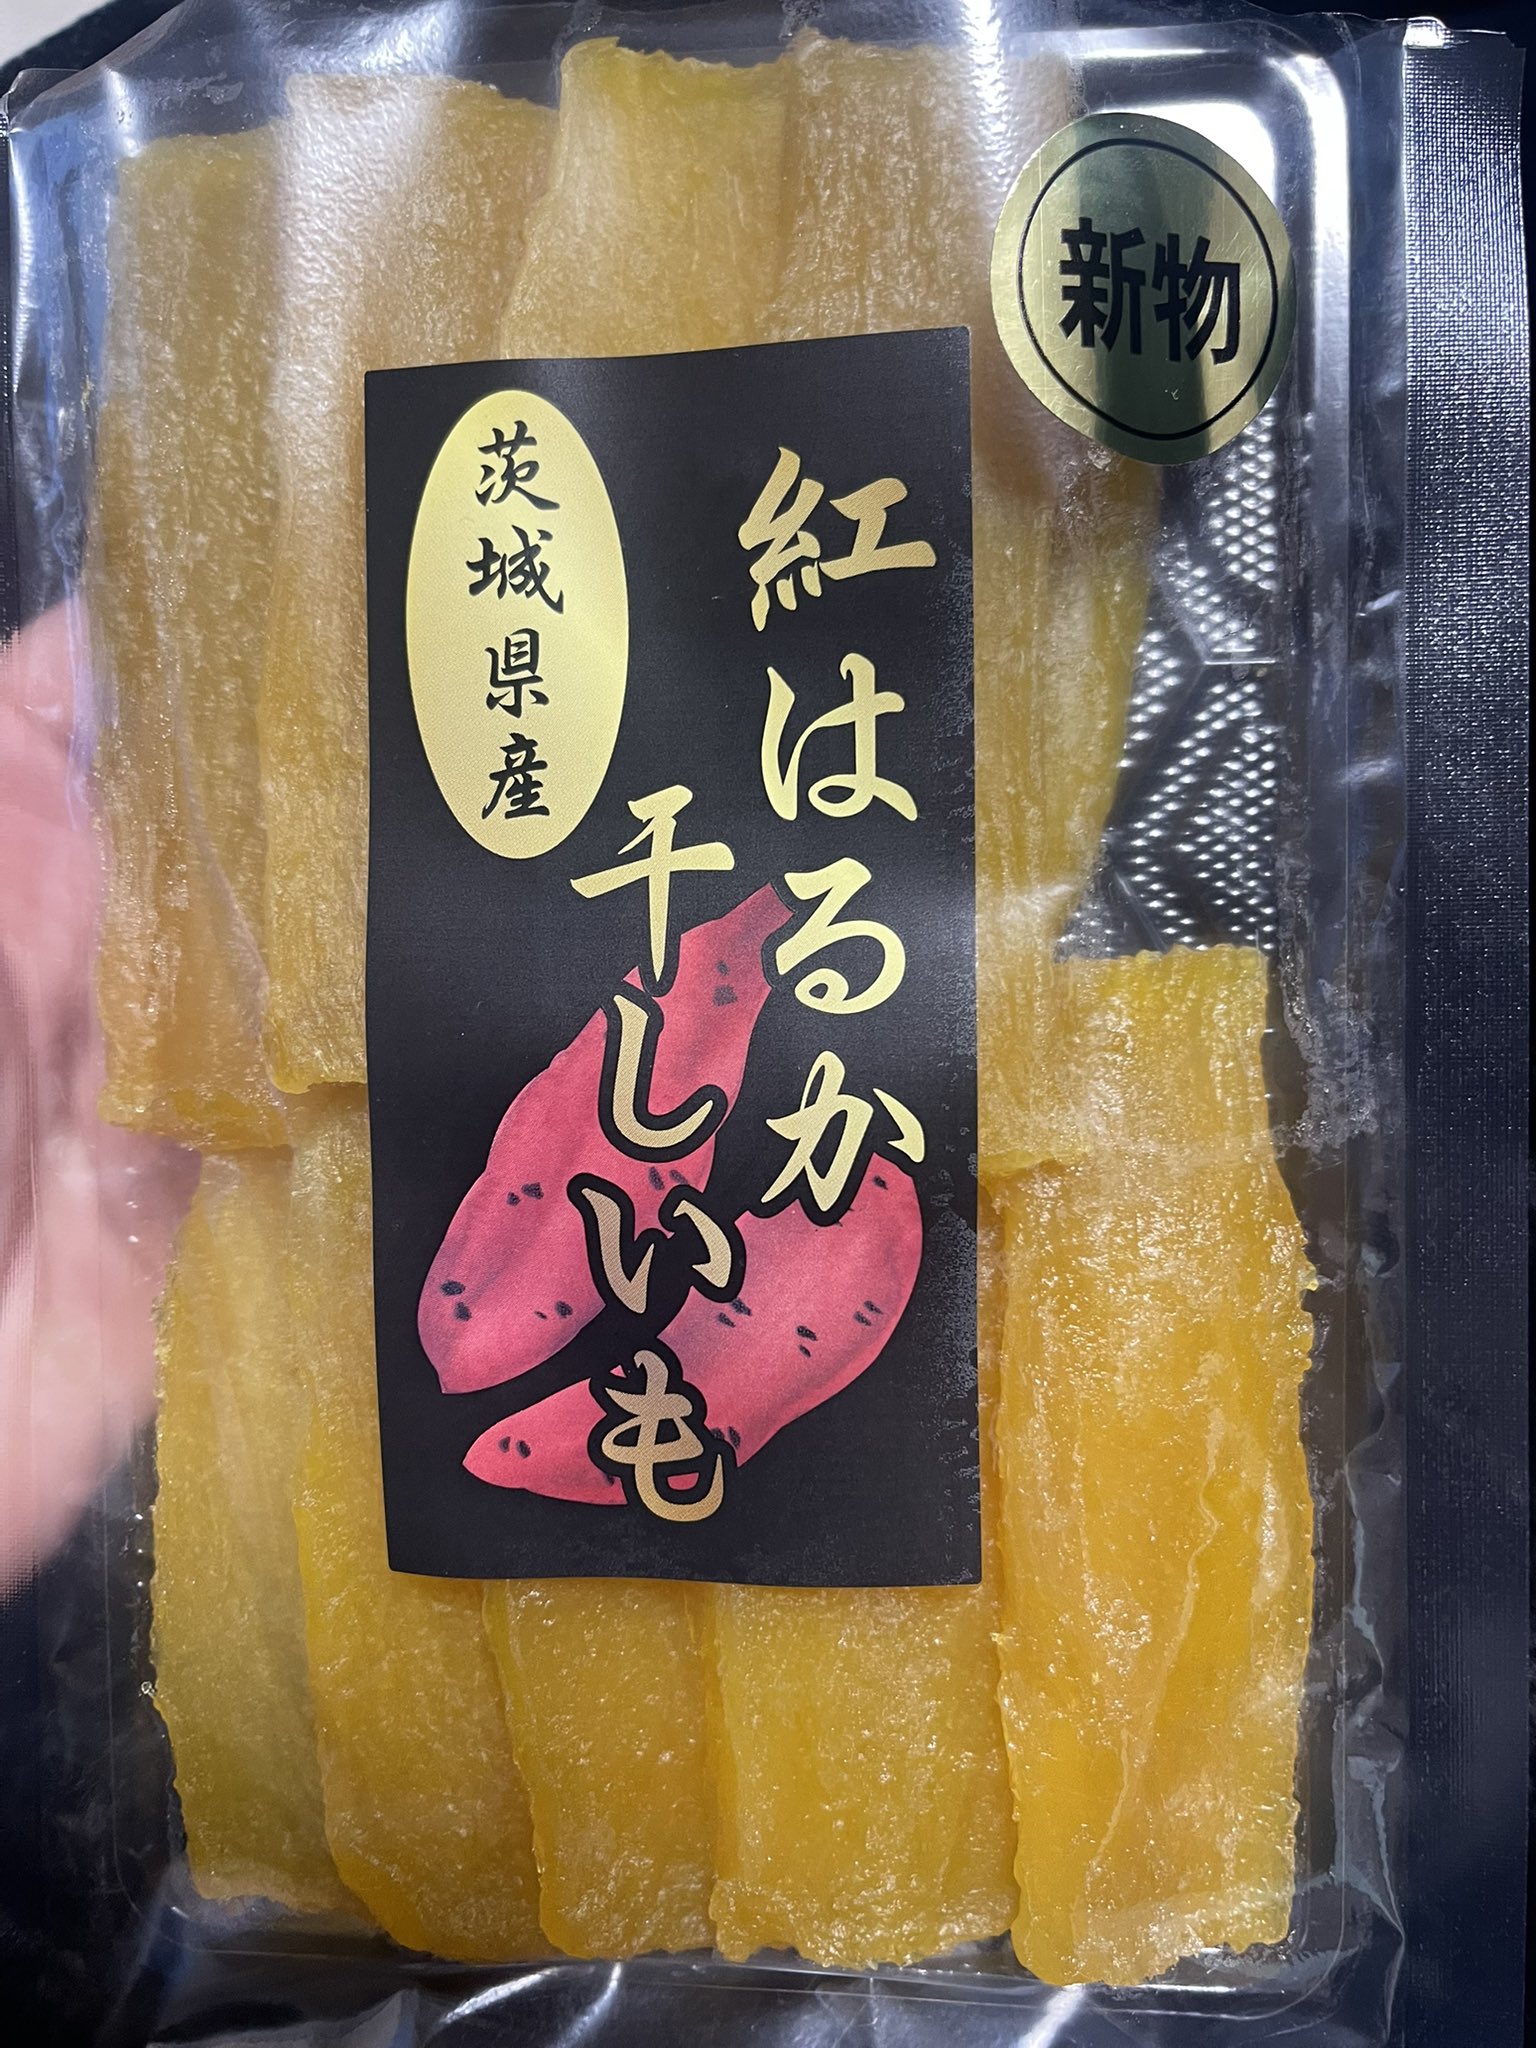 新物
紅はるか
干しいも
茨城県産